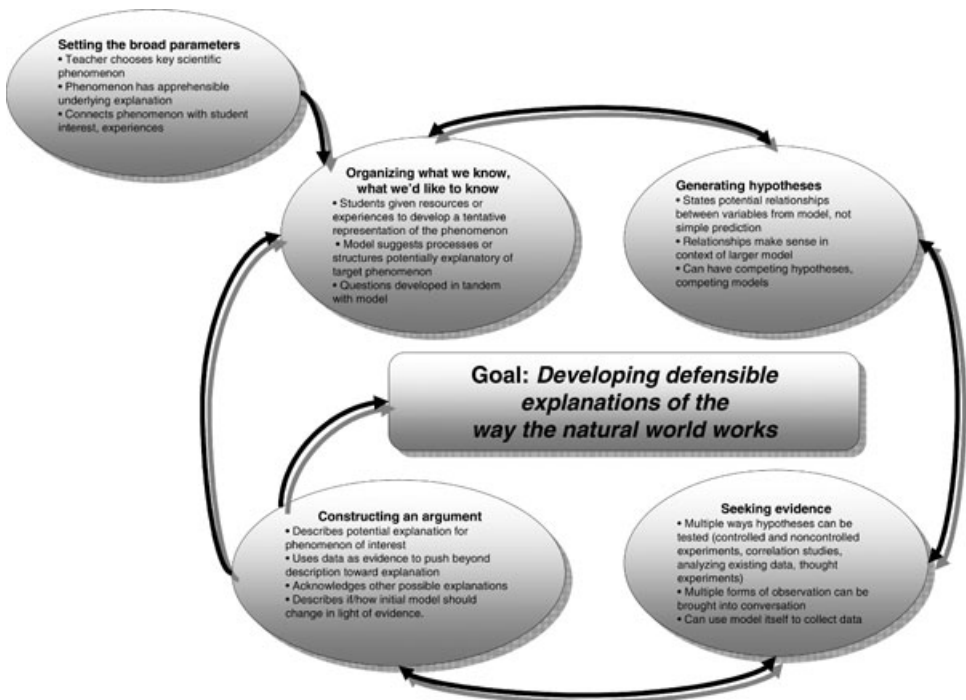 Setting the broad parameters
• Teacher chooses key scientific
phenomenon
• Phenomenon has apprehensible
underlying explanation
• Connects phenomenon with student
interest, experiences
Organizing what we know,
what we'd like to know
• Students given resources or
experiences to develop a tentative
representation of the phenomenon
• Model suggests processes or
structures potentially explanatory of
target phenomenon
• Questions developed in tandem
with model
Generating hypotheses
• States potential relationships
between variables from model, not
simple prediction
• Relationships make sense in
context of larger model
• Can have competing hypotheses,
competing models
Goal: Developing defensible
explanations of the
way the natural world works
Constructing an argument
• Describes potential explanation for
phenomenon of interest
• Uses data as evidence to push beyond
description toward explanation
• Acknowledges other possible explanations
• Describes if/how initial model should
change in light of evidence.
Seeking evidence
• Multiple ways hypotheses can be
tested (controlled and noncontrolled
experiments, correlation studies,
analyzing existing data, thought
experiments)
• Multiple forms of observation can be
brought into conversation
• Can use model itself to collect data